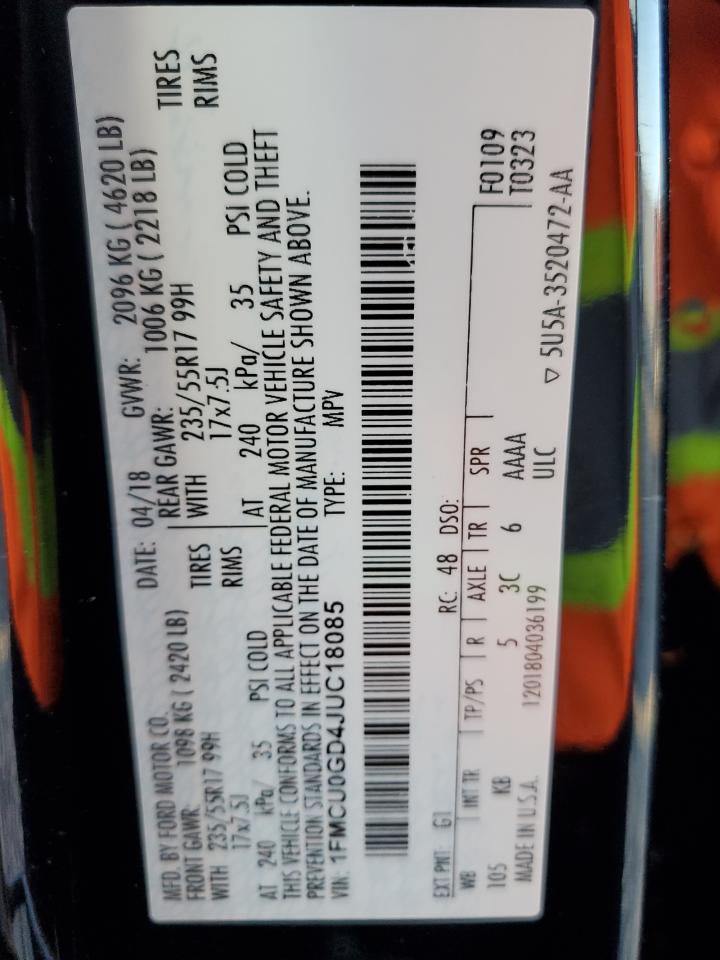 MFD. BY FORD MOTOR CO. DATE: 04/18 GVWR: 2096 KG ( 4620 LB)
FRONT GAWR: 1098 KG ( 2420 LB) REAR GAWR: 1006 KG ( 2218 LB)
WITH 235/55R17 99H TIRES WITH 235/55R17 99H TIRES
17x7.5J RIMS 17x7.5J RIMS
AT 240 kPa/ 35 PSI COLD AT 240 kPa/ 35 PSI COLD
THIS VEHICLE CONFORMS TO ALL APPLICABLE FEDERAL MOTOR VEHICLE SAFETY AND THEFT
PREVENTION STANDARDS IN EFFECT ON THE DATE OF MANUFACTURE SHOWN ABOVE.
VIN: 1FMCU0GD4JUC18085 TYPE: MPV
EXT PNT: G1 RC: 48 DSO: F0109
WB INT TR TP/PS R AXLE TR SPR T0323
105 KB 5 3C 6 AAAA
MADE IN U.S.A. 1201804036199 ULC
▽ 5U5A-3520472-AA